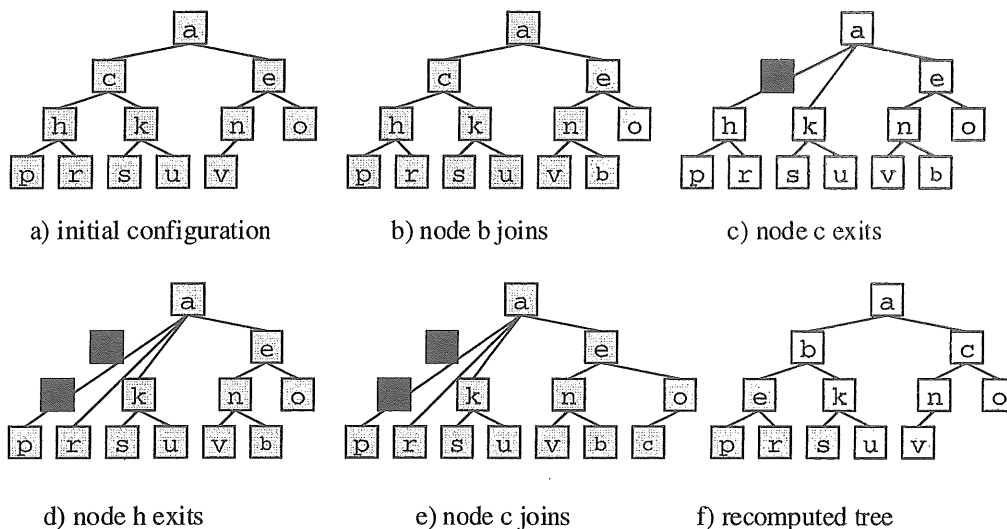 a a a
c e c e e
h k n o h k n o h k n o
p r s u v p r s u v b p r s u v b
a) initial configuration b) node b joins c) node c exits
a a a
e e b c
k n o k n o e k n o
p r s u v b p r s u v b c p r s u v
d) node h exits e) node c joins f) recomputed tree